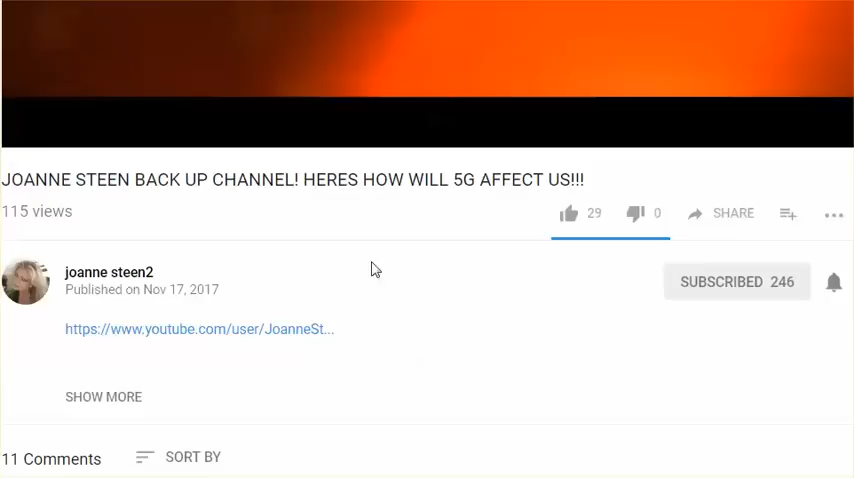 JOANNE STEEN BACK UP CHANNEL! HERES HOW WILL 5G AFFECT US!!!
115 views
29
0
SHARE
joanne steen2
Published on Nov 17, 2017
SUBSCRIBED 246
https://www.youtube.com/user/JoanneSt...
SHOW MORE
11 Comments
SORT BY